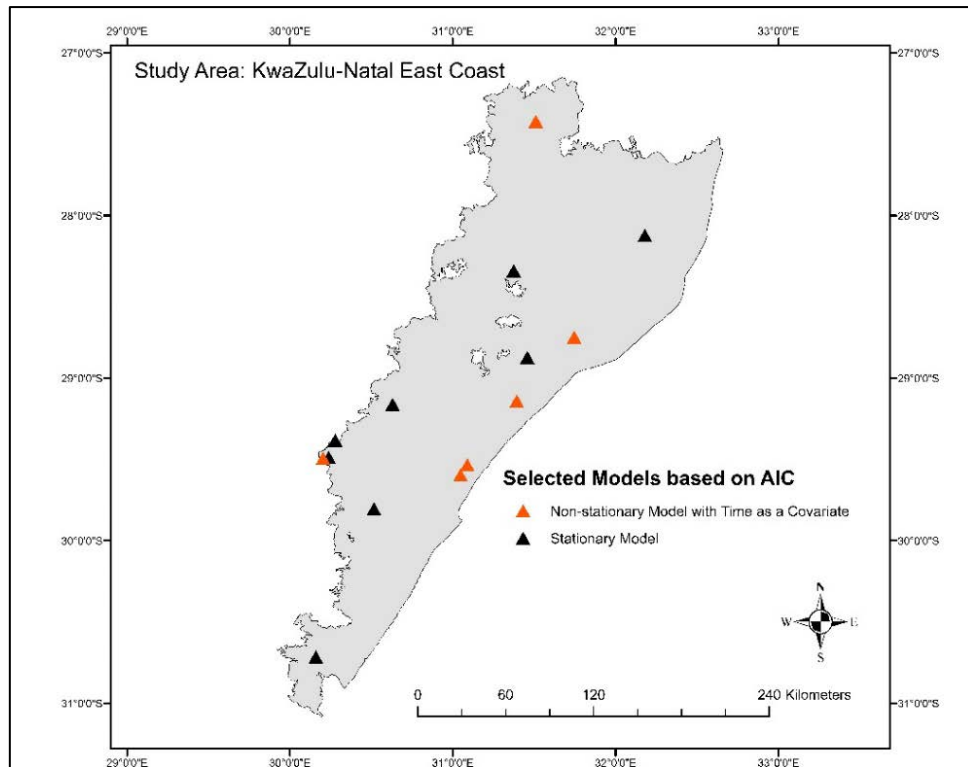 29°0'0"E 30°0'0"E 31°0'0"E 32°0'0"E 33°0'0"E
27°0'0"S 27°0'0"S
Study Area: KwaZulu-Natal East Coast
28°0'0"S 28°0'0"S
29°0'0"S 29°0'0"S
Selected Models based on AIC
Non-stationary Model with Time as a Covariate
Stationary Model
30°0'0"S 30°0'0"S
N
W E
S
0 60 120 240 Kilometers
31°0'0"S 31°0'0"S
29°0'0"E 30°0'0"E 31°0'0"E 32°0'0"E 33°0'0"E